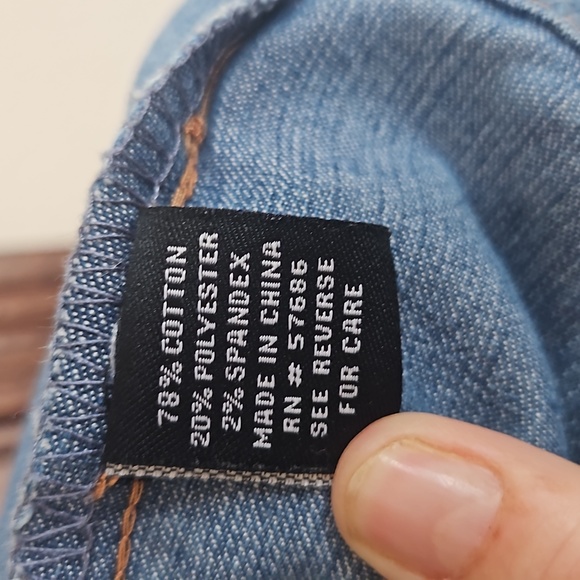 78% COTTON
20% POLYESTER
2% SPANDEX
MADE IN CHINA
RN # 57686
SEE REVERSE
FOR CARE